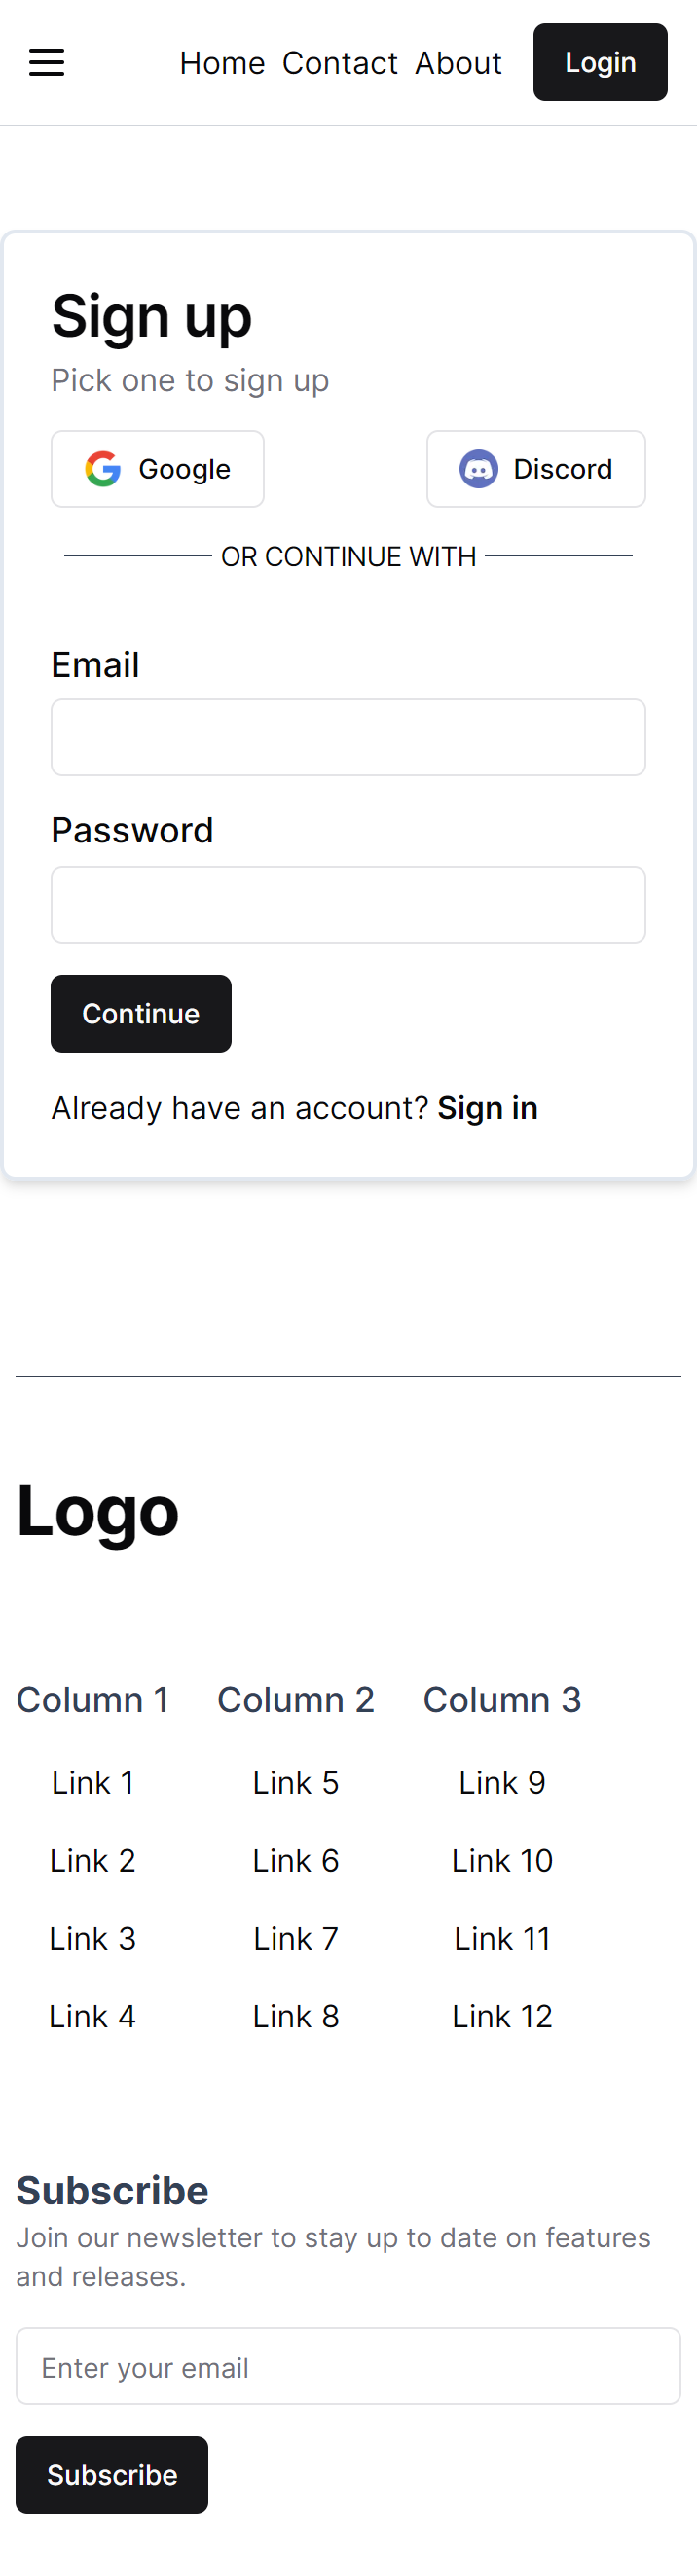 Home Contact About Login
Sign up
Pick one to sign up
Google Discord
OR CONTINUE WITH
Email
Password
Continue
Already have an account? Sign in
Logo
Column 1 Column 2 Column 3
Link 1 Link 5 Link 9
Link 2 Link 6 Link 10
Link 3 Link 7 Link 11
Link 4 Link 8 Link 12
Subscribe
Join our newsletter to stay up to date on features
and releases.
Enter your email
Subscribe